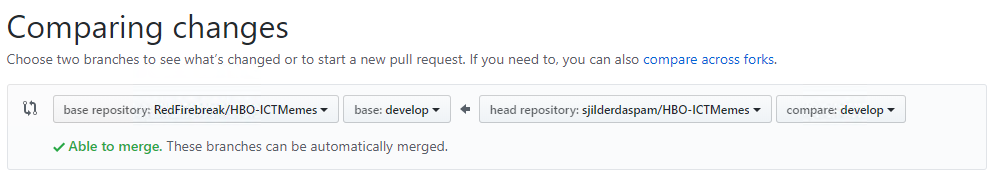 Comparing changes
Choose two branches to see what's changed or to start a new pull request. If you need to, you can also compare across forks.
base repository: RedFirebreak/HBO-ICTMemes base: develop head repository: sjilderdaspam/HBO-ICTMemes compare: develop
Able to merge. These branches can be automatically merged.